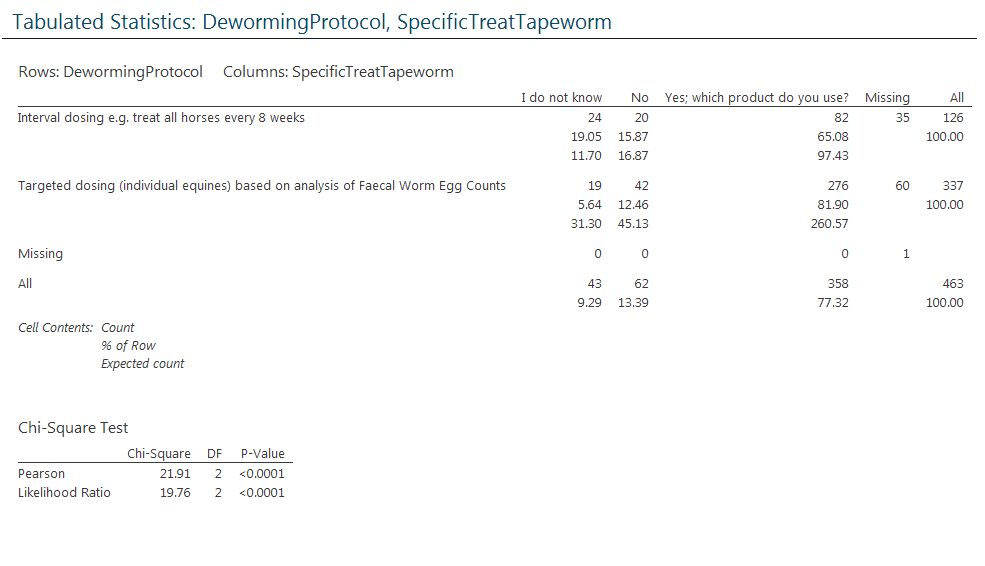 Tabulated Statistics: DewormingProtocol, SpecificTreatTapeworm
Rows: DewormingProtocol Columns: SpecificTreatTapeworm
I do not know No Yes; which product do you use? Missing All
Interval dosing e.g. treat all horses every 8 weeks 24 20 82 35 126
19.05 15.87 65.08 100.00
11.70 16.87 97.43
Targeted dosing (individual equines) based on analysis of Faecal Worm Egg Counts 19 42 276 60 337
5.64 12.46 81.90 100.00
31.30 45.13 260.57
Missing 0 0 0 1
All 43 62 358 463
9.29 13.39 77.32 100.00
Cell Contents: Count
% of Row
Expected count
Chi-Square Test
Chi-Square DF P-Value
Pearson 21.91 2 <0.0001
Likelihood Ratio 19.76 2 <0.0001